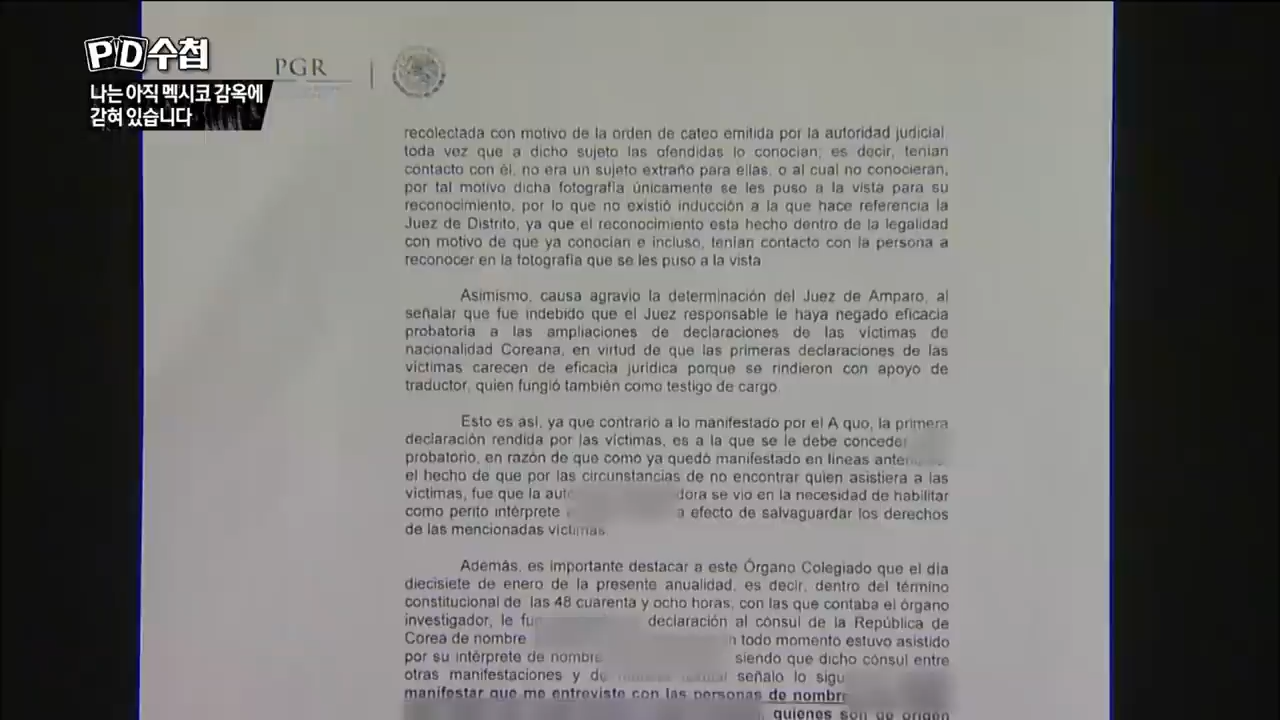 PD수첩
나는 아직 멕시코 감옥에
갇혀 있습니다
PGR
recolectada con motivo de la orden de cateo emitida por la autoridad judicial,
toda vez que a dicho sujeto las ofendidas lo conocian; es decir, tenian
contacto con él, no era un sujeto extraño para ellas, o al cual no conocieran,
por tal motivo dicha fotografía únicamente se les puso a la vista para su
reconocimiento, por lo que no existió inducción a la que hace referencia la
Juez de Distrito, ya que el reconocimiento esta hecho dentro de la legalidad
con motivo de que ya conocían e incluso, tenían contacto con la persona a
reconocer en la fotografía que se les puso a la vista.
Asimismo, causa agravio la determinación del Juez de Amparo, al
señalar que fue indebido que el Juez responsable le haya negado eficacia
probatoria a las ampliaciones de declaraciones de las víctimas de
nacionalidad Coreana, en virtud de que las primeras declaraciones de las
víctimas carecen de eficacia jurídica porque se rindieron con apoyo de
traductor, quien fungió también como testigo de cargo.
Esto es así, ya que contrario a lo manifestado por el A quo, la primera
declaración rendida por las víctimas, es a la que se le debe conceder
probatorio, en razón de que como ya quedó manifestado en líneas
el hecho de que por las circunstancias de no encontrar quien asistiera a las
víctimas, fue que la se vio en la necesidad de habilitar
como perito intérprete a efecto de salvaguardar los derechos
de las mencionadas víctimas.
Además, es importante destacar a este Órgano Colegiado que el día
diecisiete de enero de la presente anualidad, es decir, dentro del término
constitucional de las 48 cuarenta y ocho horas, con las que contaba el órgano
investigador, le declaración al cónsul de la República de
Corea de nombre todo momento estuvo asistido
por su intérprete de nombre siendo que dicho cónsul entre
otras manifestaciones y señalo lo
manifestar que me entreviste con las personas de nombre
quienes son de origen